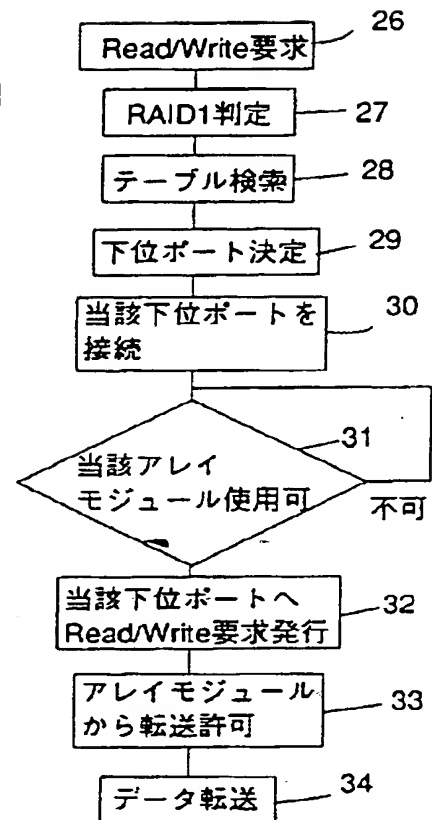 Read/Write要求
26
RAID1判定
27
テーブル検索
28
下位ポート決定
29
当該下位ポートを
接続
30
当該アレイ
モジュール使用可
31
不可
当該下位ポートへ
Read/Write要求発行
32
アレイモジュール
から転送許可
33
データ転送
34